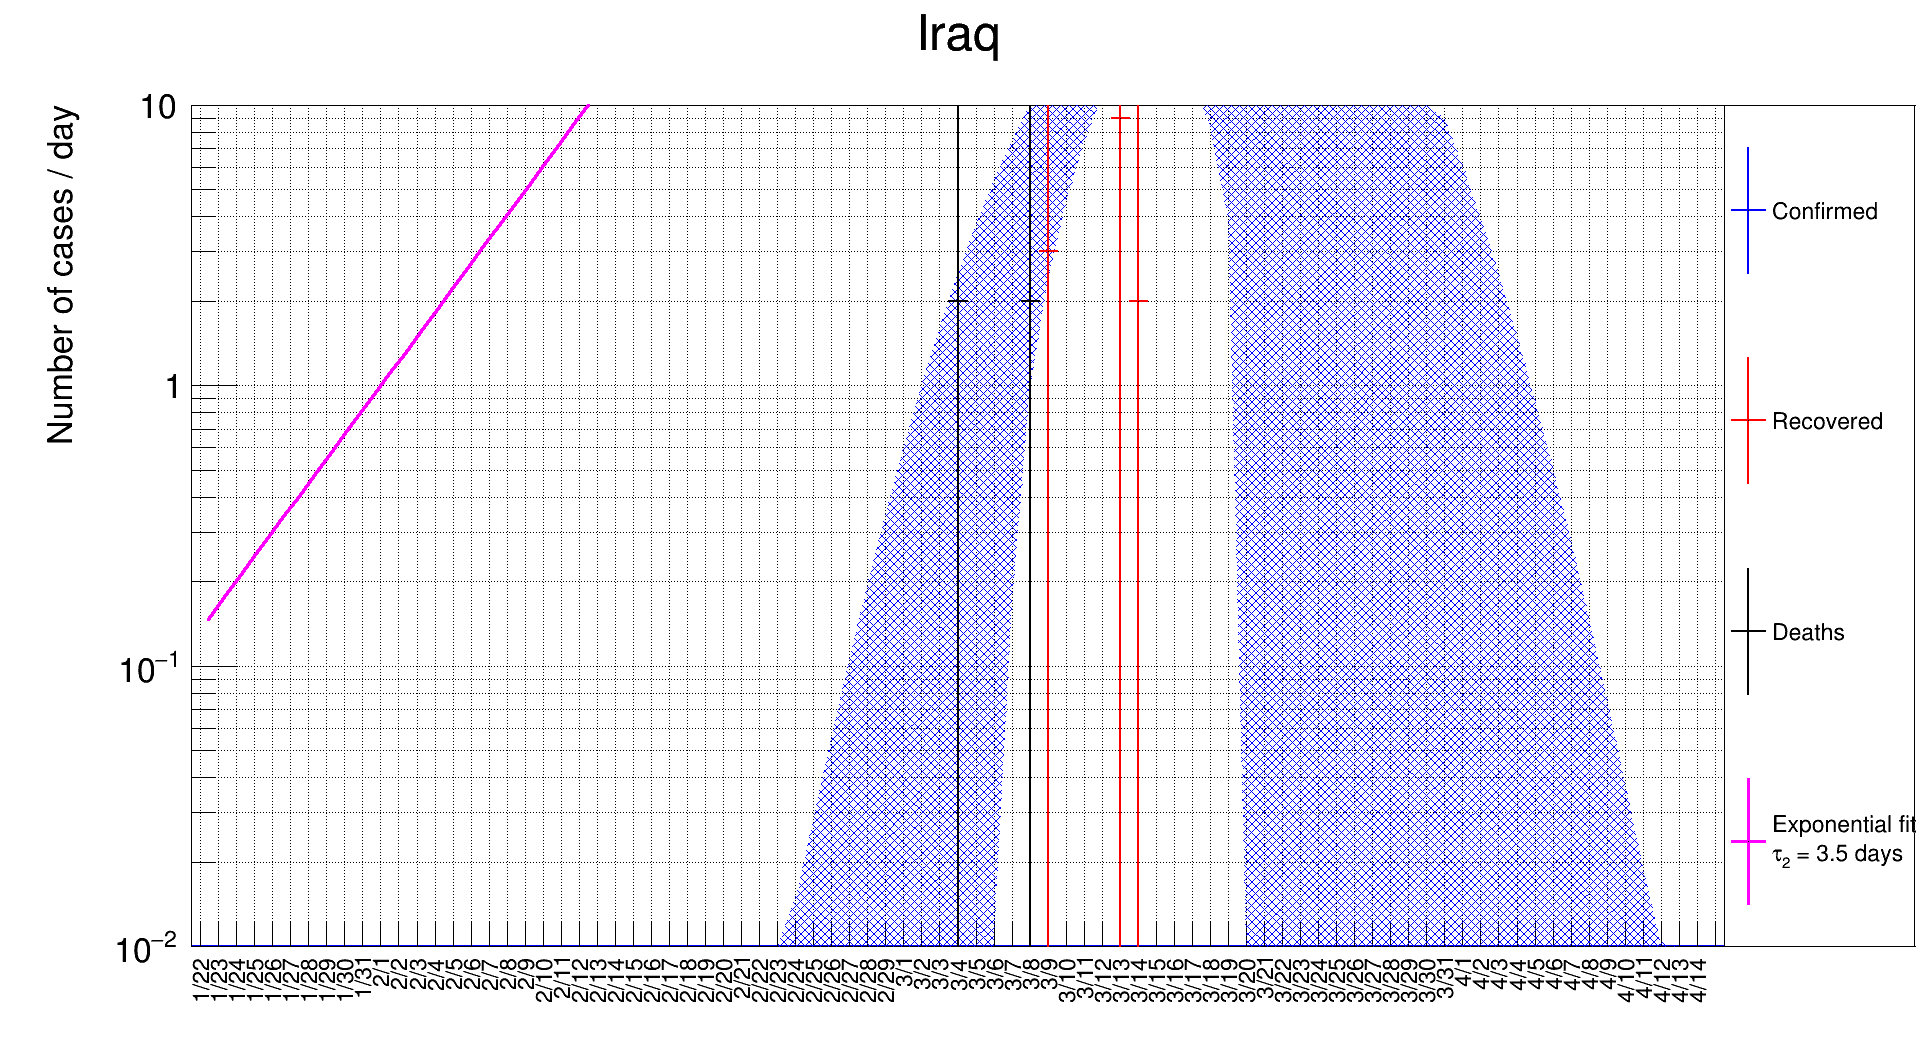 Iraq
Number of cases / day
10
1
10−1
10−2
1/22 1/23 1/24 1/25 1/26 1/27 1/28 1/29 1/30 1/31 2/1 2/2 2/3 2/4 2/5 2/6 2/7 2/8 2/9 2/10 2/11 2/12 2/13 2/14 2/15 2/16 2/17 2/18 2/19 2/20 2/21 2/22 2/23 2/24 2/25 2/26 2/27 2/28 2/29 3/1 3/2 3/3 3/4 3/5 3/6 3/7 3/8 3/9 3/10 3/11 3/12 3/13 3/14 3/15 3/16 3/17 3/18 3/19 3/20 3/21 3/22 3/23 3/24 3/25 3/26 3/27 3/28 3/29 3/30 3/31 4/1 4/2 4/3 4/4 4/5 4/6 4/7 4/8 4/9 4/10 4/11 4/12 4/13 4/14
Confirmed
Recovered
Deaths
Exponential fit
τ2 = 3.5 days